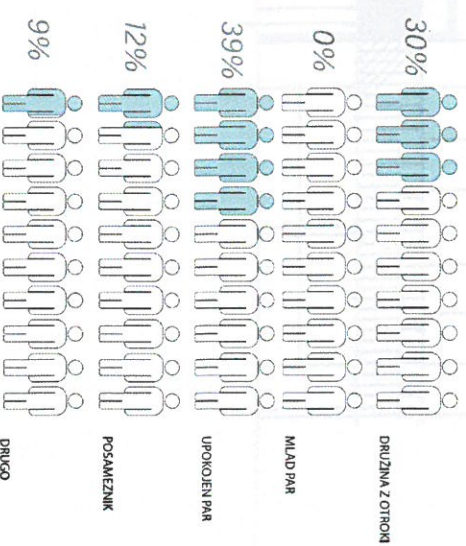 30%
DRUŽINA Z OTROKI
0%
MLAD PAR
39%
UPOKOJEN PAR
12%
POSAMEZNIK
9%
DRUGO